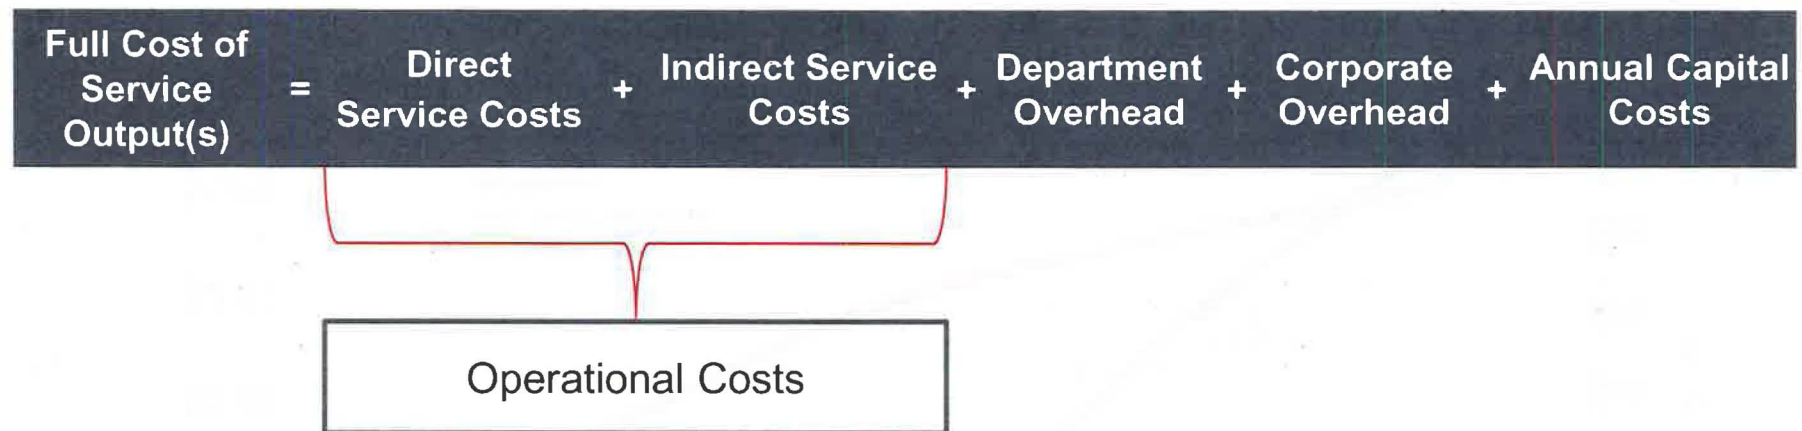 Full Cost of
Service
Output(s)
=
Direct
Service Costs
+
Indirect Service
Costs
+
Department
Overhead
+
Corporate
Overhead
+
Annual Capital
Costs
Operational Costs